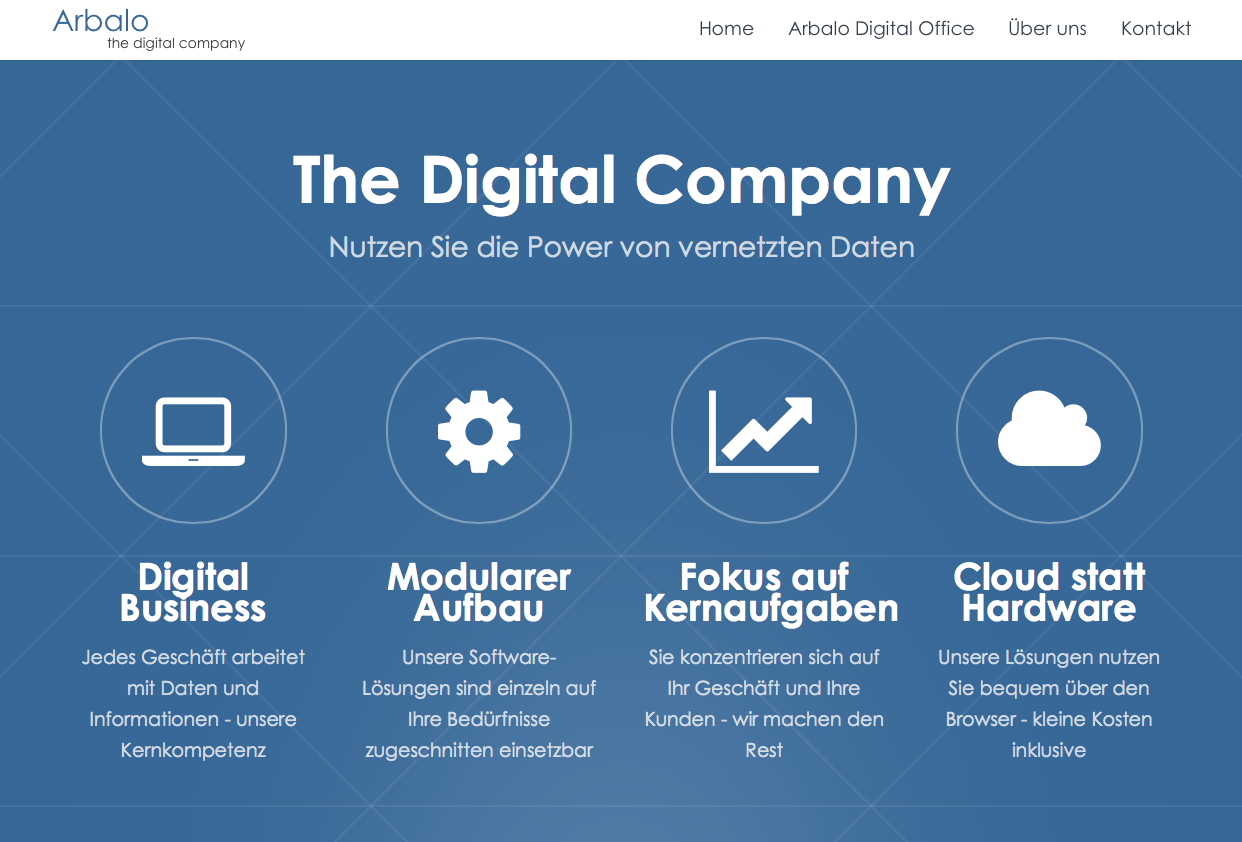 Arbalo
the digital company
Home
Arbalo Digital Office
Über uns
Kontakt
The Digital Company
Nutzen Sie die Power von vernetzten Daten
Digital
Business
Jedes Geschäft arbeitet
mit Daten und
Informationen - unsere
Kernkompetenz
Modularer
Aufbau
Unsere Software-
Lösungen sind einzeln auf
Ihre Bedürfnisse
zugeschnitten einsetzbar
Fokus auf
Kernaufgaben
Sie konzentrieren sich auf
Ihr Geschäft und Ihre
Kunden - wir machen den
Rest
Cloud statt
Hardware
Unsere Lösungen nutzen
Sie bequem über den
Browser - kleine Kosten
inklusive